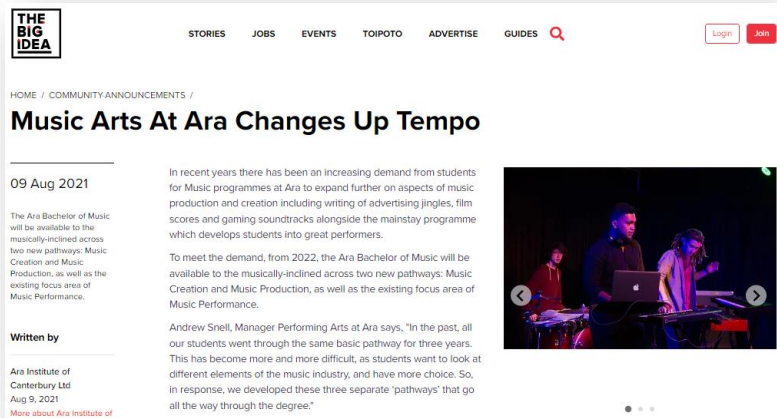 THE
BIG
IDEA
STORIES JOBS EVENTS TOIPOTO ADVERTISE GUIDES
Login Join
HOME / COMMUNITY ANNOUNCEMENTS /
Music Arts At Ara Changes Up Tempo
09 Aug 2021
The Ara Bachelor of Music
will be available to the
musically-inclined across
two new pathways: Music
Creation and Music
Production, as well as the
existing focus area of
Music Performance.
Written by
Ara Institute of
Canterbury Ltd
Aug 9, 2021
More about Ara Institute of
In recent years there has been an increasing demand from students
for Music programmes at Ara to expand further on aspects of music
production and creation including writing of advertising jingles, film
scores and gaming soundtracks alongside the mainstay programme
which develops students into great performers.
To meet the demand, from 2022, the Ara Bachelor of Music will be
available to the musically-inclined across two new pathways: Music
Creation and Music Production, as well as the existing focus area of
Music Performance.
Andrew Snell, Manager Performing Arts at Ara says, "In the past, all
our students went through the same basic pathway for three years.
This has become more and more difficult, as students want to look at
different elements of the music industry, and have more choice. So,
in response, we developed these three separate 'pathways' that go
all the way through the degree."